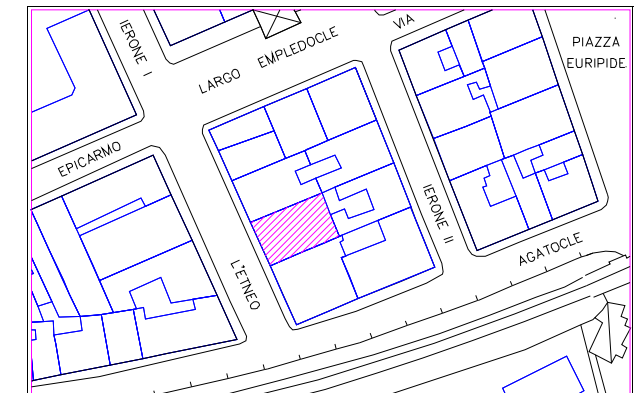 IERONE I
VIA
LARGO EMPLEDOCLE
PIAZZA
EURIPIDE
EPICARMO
IERONE II
AGATOCLE
L'ETNEO